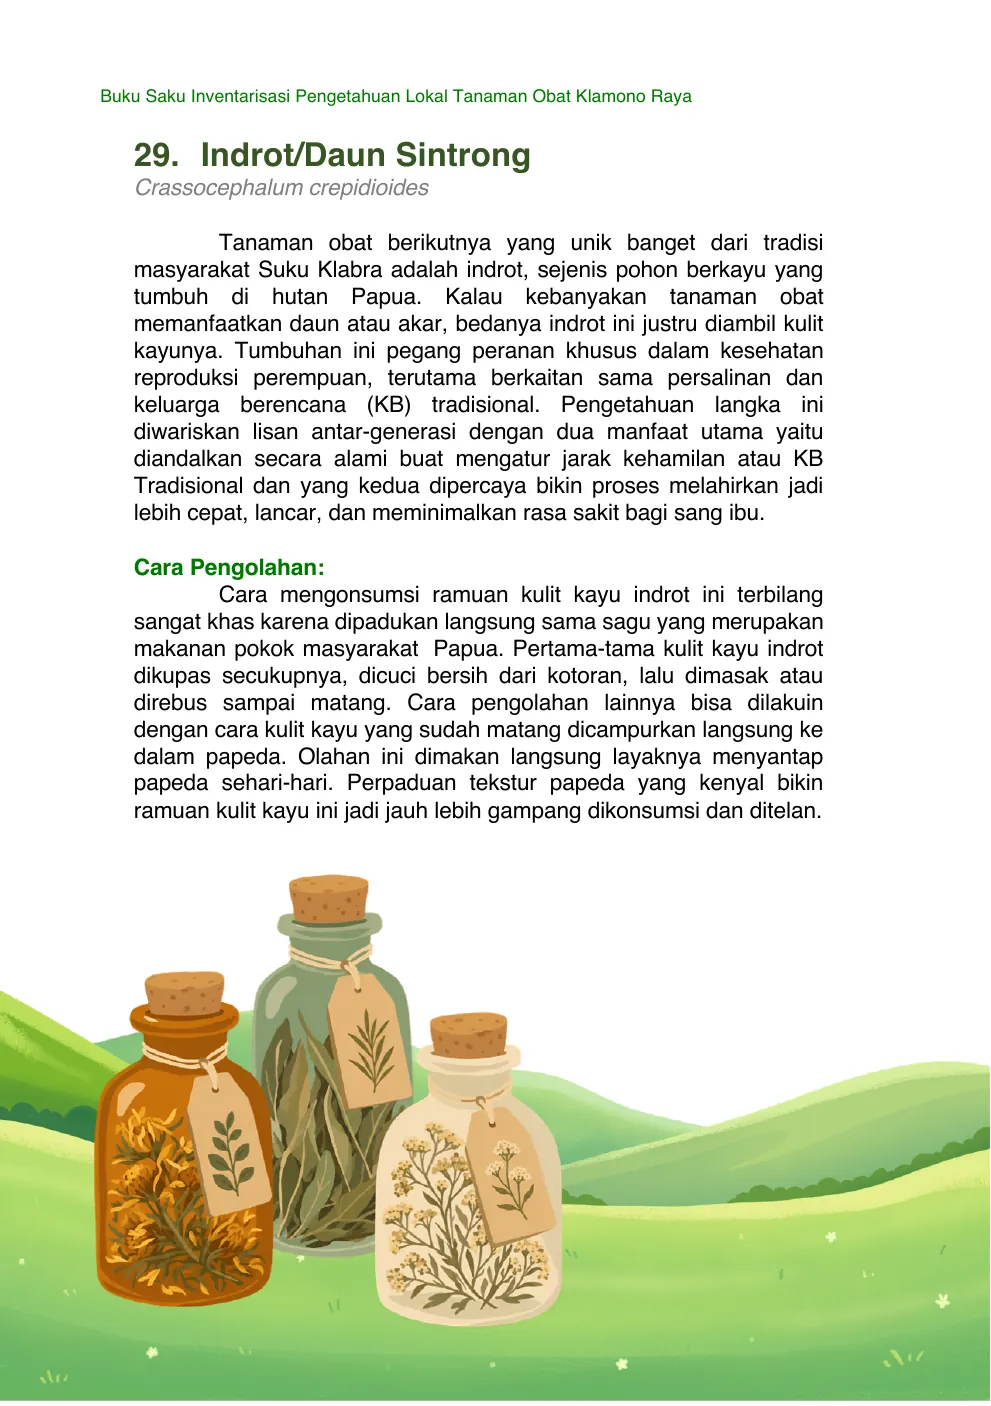 Buku Saku Inventarisasi Pengetahuan Lokal Tanaman Obat Klamono Raya
29. Indrot/Daun Sintrong
Crassocephalum crepidioides
Tanaman obat berikutnya yang unik banget dari tradisi
masyarakat Suku Klabra adalah indrot, sejenis pohon berkayu yang
tumbuh di hutan Papua. Kalau kebanyakan tanaman obat
memanfaatkan daun atau akar, bedanya indrot ini justru diambil kulit
kayunya. Tumbuhan ini pegang peranan khusus dalam kesehatan
reproduksi perempuan, terutama berkaitan sama persalinan dan
keluarga berencana (KB) tradisional. Pengetahuan langka ini
diwariskan lisan antar-generasi dengan dua manfaat utama yaitu
diandalkan secara alami buat mengatur jarak kehamilan atau KB
Tradisional dan yang kedua dipercaya bikin proses melahirkan jadi
lebih cepat, lancar, dan meminimalkan rasa sakit bagi sang ibu.
Cara Pengolahan:
Cara mengonsumsi ramuan kulit kayu indrot ini terbilang
sangat khas karena dipadukan langsung sama sagu yang merupakan
makanan pokok masyarakat Papua. Pertama-tama kulit kayu indrot
dikupas secukupnya, dicuci bersih dari kotoran, lalu dimasak atau
direbus sampai matang. Cara pengolahan lainnya bisa dilakuin
dengan cara kulit kayu yang sudah matang dicampurkan langsung ke
dalam papeda. Olahan ini dimakan langsung layaknya menyantap
papeda sehari-hari. Perpaduan tekstur papeda yang kenyal bikin
ramuan kulit kayu ini jadi jauh lebih gampang dikonsumsi dan ditelan.